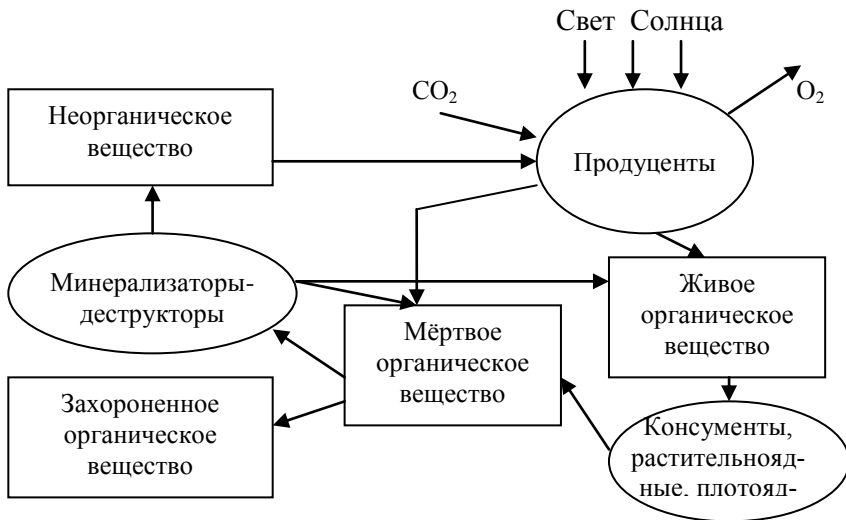 Свет Солнца
CO₂
O₂
Неорганическое
вещество
Продуценты
Минерализаторы-
деструкторы
Живое
органическое
вещество
Мёртвое
органическое
вещество
Захороненное
органическое
вещество
Консументы,
растительнояд-
ные, плотояд-